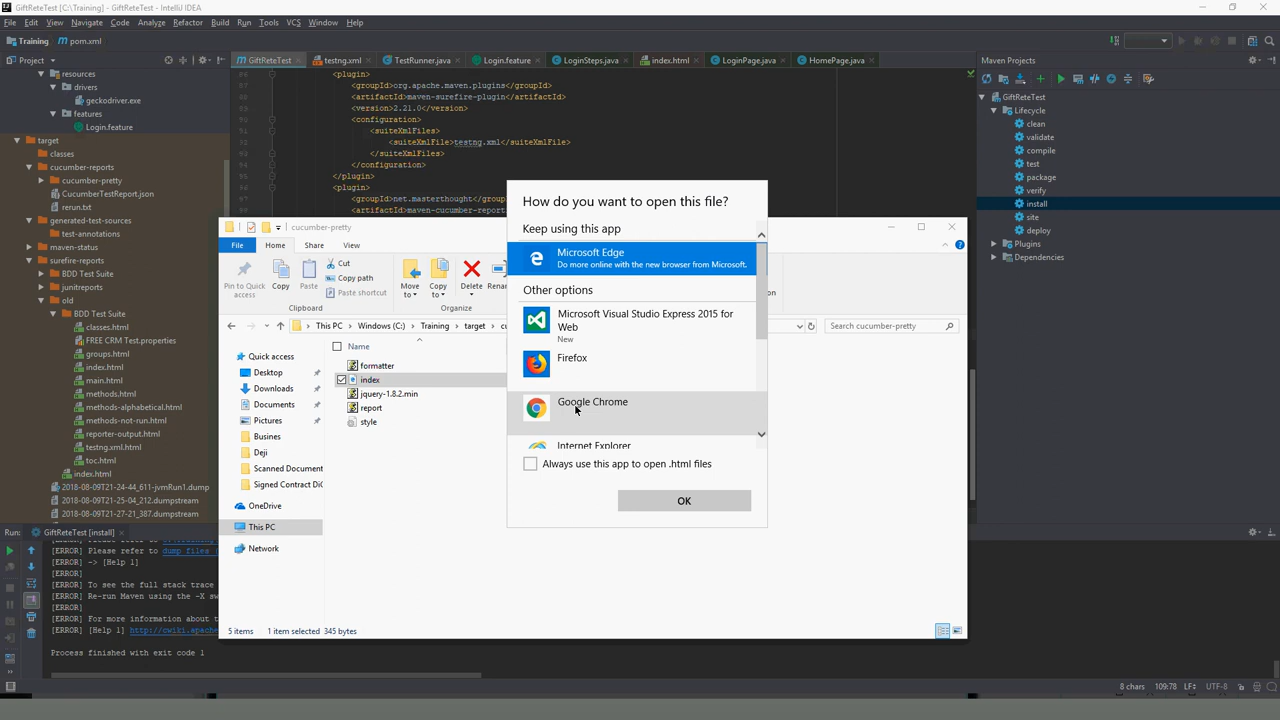 GiftReteTest [C:\Training] - IntelliJ IDEA
File Edit View Navigate Code Analyze Refactor Build Run Tools VCS Window Help
Training pom.xml
Project
GiftReteTest testng.xml TestRunner.java Login.feature LoginSteps.java index.html LoginPage.java HomePage.java
Maven Projects
resources
drivers
geckodriver.exe
features
Login.feature
target
classes
cucumber-reports
cucumber-pretty
CucumberTestReport.json
rerun.txt
generated-test-sources
test-annotations
maven-status
surefire-reports
BDD Test Suite
junitreports
old
BDD Test Suite
classes.html
FREE CRM Test.properties
groups.html
index.html
main.html
methods.html
methods-alphabetical.html
methods-not-run.html
reporter-output.html
testng.xml.html
toc.html
index.html
2018-08-09T21-24-44_611-jvmRun1.dump
2018-08-09T21-25-04_212.dumpstream
2018-08-09T21-27-21_387.dumpstream
<plugin>
<groupId>org.apache.maven.plugins</groupId>
<artifactId>maven-surefire-plugin</artifactId>
<version>2.21.0</version>
<configuration>
<suiteXmlFiles>
<suiteXmlFile>testng.xml</suiteXmlFile>
</suiteXmlFiles>
</configuration>
</plugin>
<plugin>
<groupId>net.masterthought</group
<artifactId>maven-cucumber-report
GiftReteTest
Lifecycle
clean
validate
compile
test
package
verify
install
site
deploy
Plugins
Dependencies
cucumber-pretty
File Home Share View
Pin to Quick access
Copy
Paste
Cut
Copy path
Paste shortcut
Clipboard
Move to
Copy to
Delete
Organize
This PC Windows (C:) Training target
Search cucumber-pretty
Quick access
Desktop
Downloads
Documents
Pictures
Busines
Deji
Scanned Document
Signed Contract
OneDrive
This PC
Network
Name
formatter
index
jquery-1.8.2.min
report
style
5 items 1 item selected 345 bytes
How do you want to open this file?
Keep using this app
Microsoft Edge
Do more online with the new browser from Microsoft.
Other options
Microsoft Visual Studio Express 2015 for
Web
New
Firefox
Google Chrome
Internet Explorer
Always use this app to open .html files
OK
Run: GiftReteTest [install]
[ERROR] Please refer to dump files
[ERROR] -> [Help 1]
[ERROR]
[ERROR] To see the full stack trace
[ERROR] Re-run Maven using the -X
[ERROR]
[ERROR] For more information about
[ERROR] [Help 1] http://cwiki.apache
Process finished with exit code 1
8 chars 109:78 LF÷ UTF-8